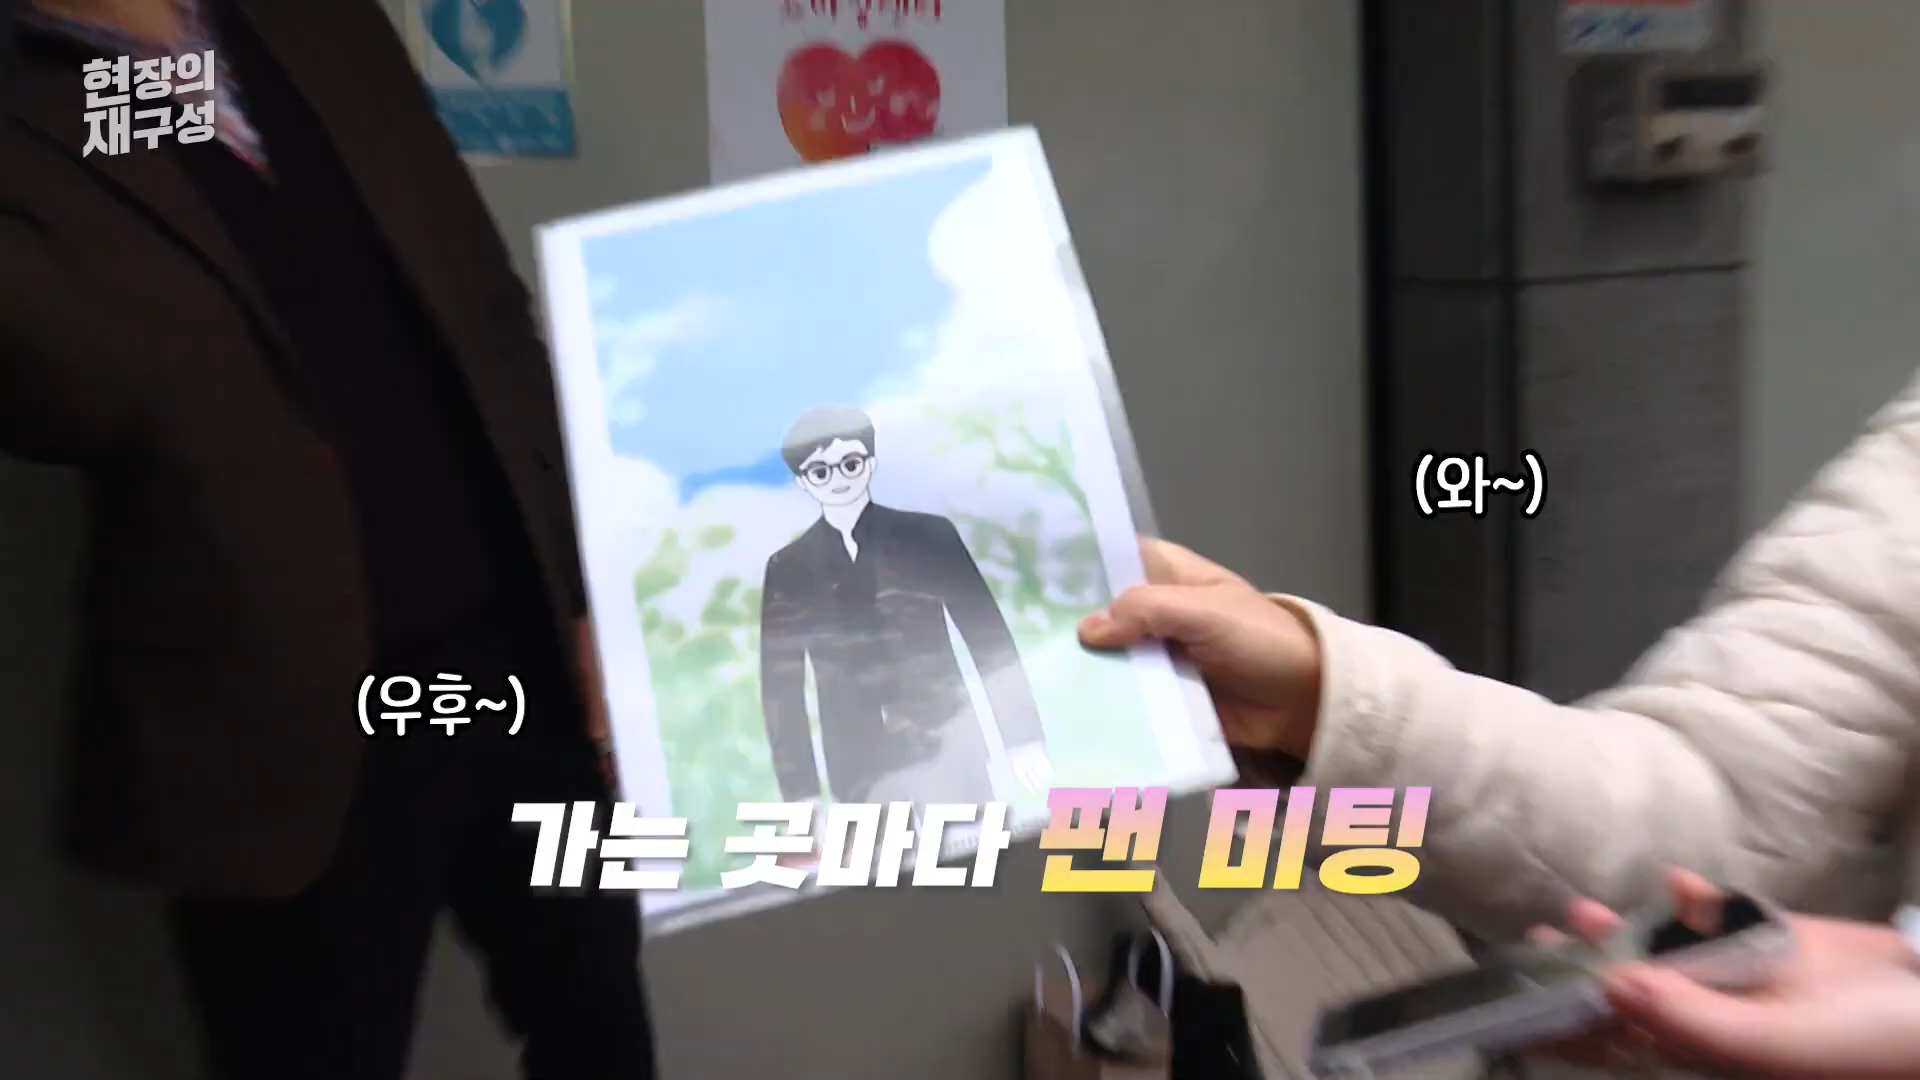 현장의
재구성
(와~)
(우후~)
가는 곳마다 팬 미팅